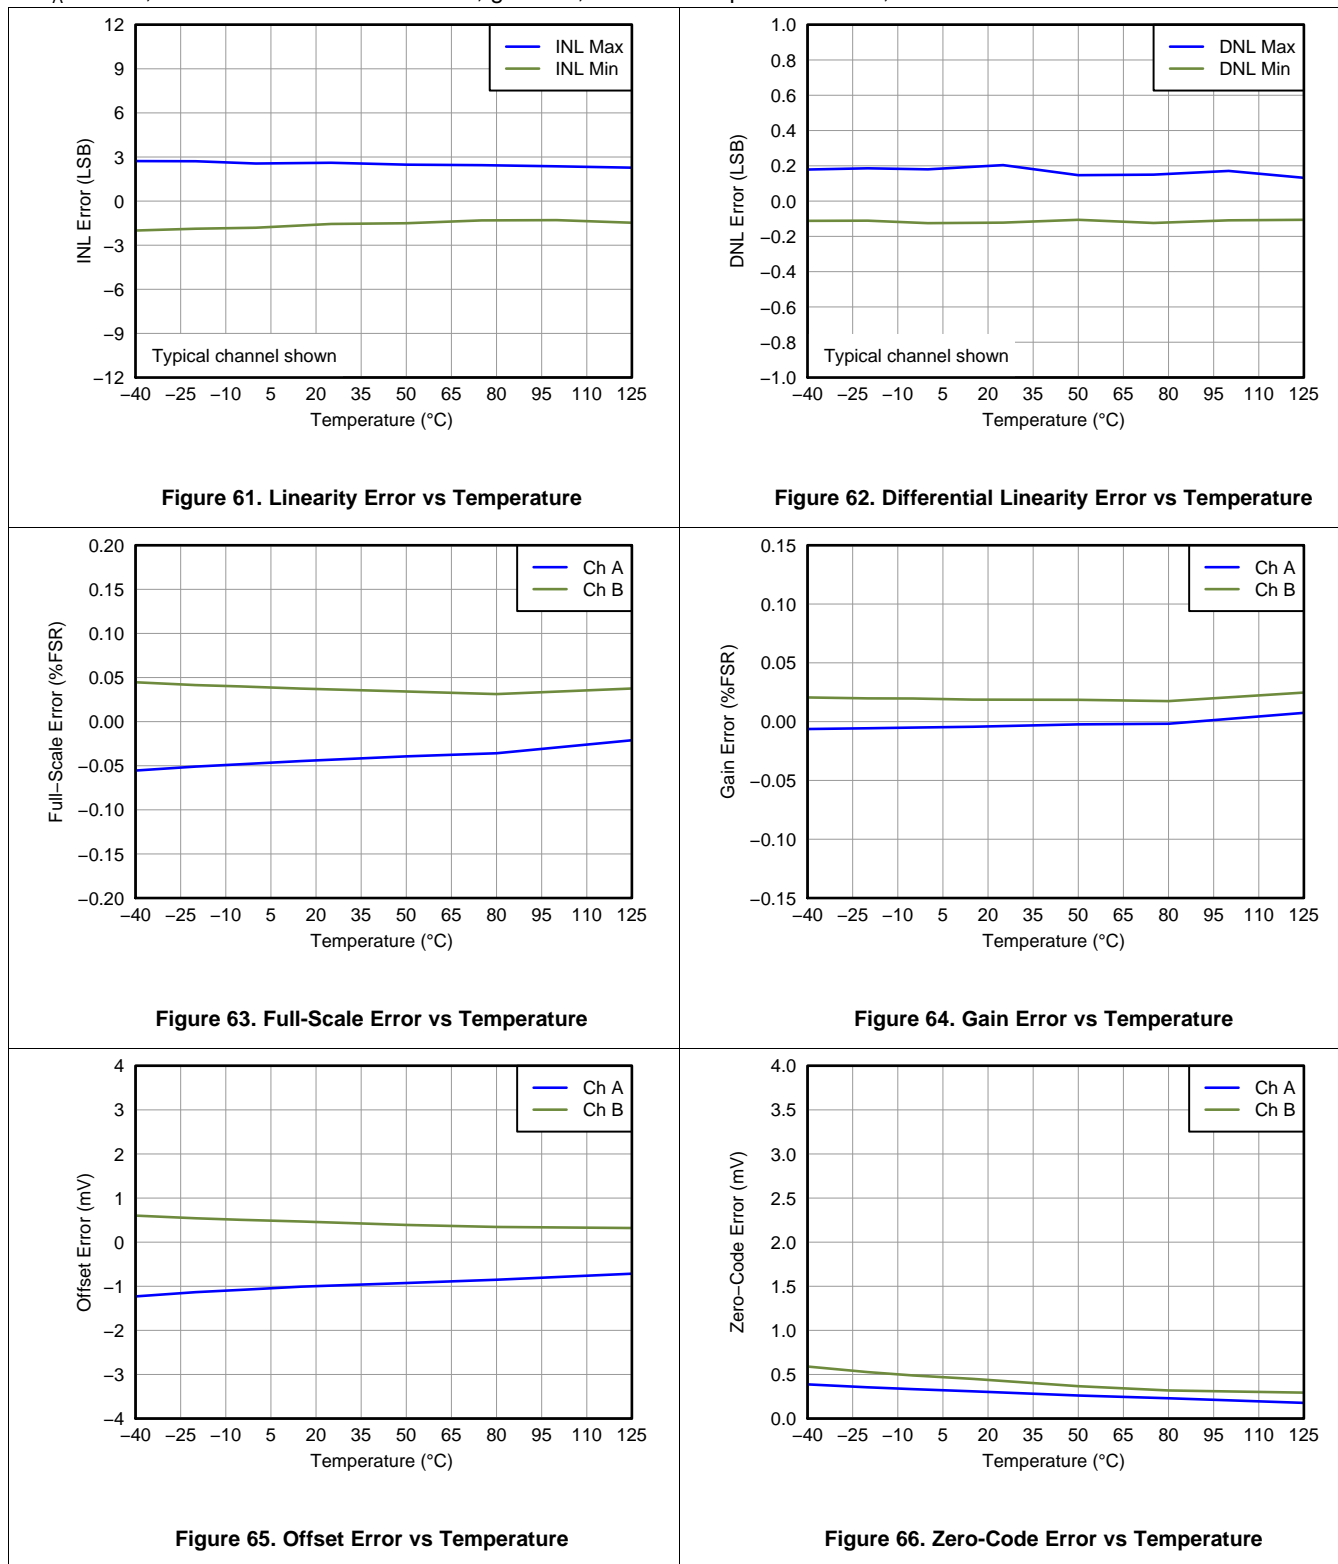 12
9
6
3
0
−3
−6
−9
−12
INL Error (LSB)
INL Max
INL Min
Typical channel shown
−40 −25 −10 5 20 35 50 65 80 95 110 125
Temperature (°C)
Figure 61. Linearity Error vs Temperature
1.0
0.8
0.6
0.4
0.2
0.0
−0.2
−0.4
−0.6
−0.8
−1.0
DNL Error (LSB)
DNL Max
DNL Min
Typical channel shown
−40 −25 −10 5 20 35 50 65 80 95 110 125
Temperature (°C)
Figure 62. Differential Linearity Error vs Temperature
0.20
0.15
0.10
0.05
0.00
−0.05
−0.10
−0.15
−0.20
Full−Scale Error (%FSR)
Ch A
Ch B
−40 −25 −10 5 20 35 50 65 80 95 110 125
Temperature (°C)
Figure 63. Full-Scale Error vs Temperature
0.15
0.10
0.05
0.00
−0.05
−0.10
−0.15
Gain Error (%FSR)
Ch A
Ch B
−40 −25 −10 5 20 35 50 65 80 95 110 125
Temperature (°C)
Figure 64. Gain Error vs Temperature
4
3
2
1
0
−1
−2
−3
−4
Offset Error (mV)
Ch A
Ch B
−40 −25 −10 5 20 35 50 65 80 95 110 125
Temperature (°C)
Figure 65. Offset Error vs Temperature
4.0
3.5
3.0
2.5
2.0
1.5
1.0
0.5
0.0
Zero−Code Error (mV)
Ch A
Ch B
−40 −25 −10 5 20 35 50 65 80 95 110 125
Temperature (°C)
Figure 66. Zero-Code Error vs Temperature